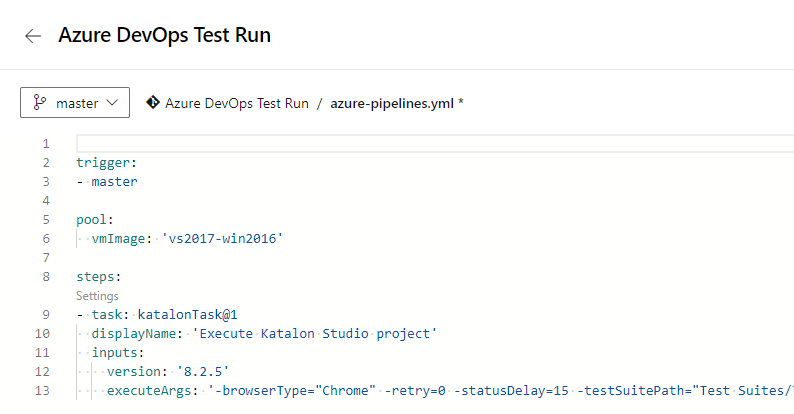 Azure DevOps Test Run
master Azure DevOps Test Run / azure-pipelines.yml *
1
2 trigger:
3 - master
4
5 pool:
6 vmImage: 'vs2017-win2016'
7
8 steps:
Settings
9 - task: katalonTask@1
10 displayName: 'Execute Katalon Studio project'
11 inputs:
12 version: '8.2.5'
13 executeArgs: '-browserType="Chrome" -retry=0 -statusDelay=15 -testSuitePath="Test Suites/